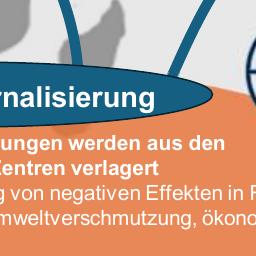 rnalisierung
ungen werden aus den
Zentren verlagert
g von negativen Effekten in P
mweltverschmutzung, ökono